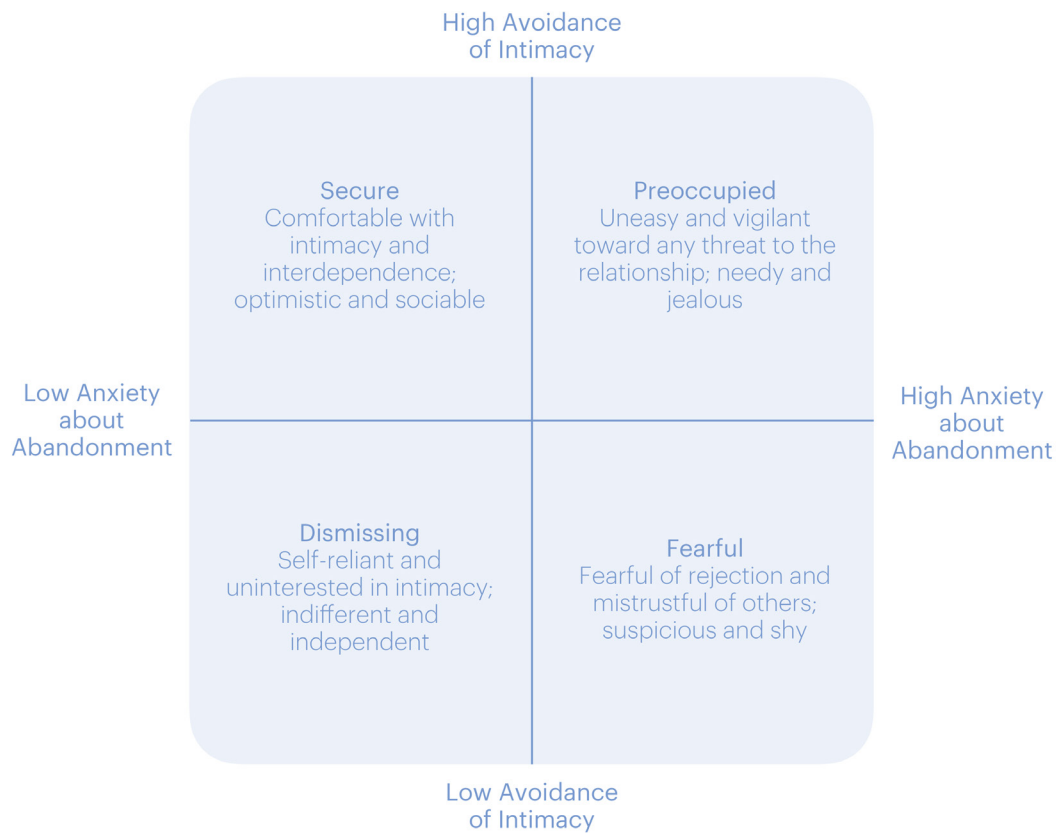 High Avoidance
of Intimacy
Secure
Comfortable with
intimacy and
interdependence;
optimistic and sociable
Preoccupied
Uneasy and vigilant
toward any threat to the
relationship; needy and
jealous
Low Anxiety
about
Abandonment
High Anxiety
about
Abandonment
Dismissing
Self-reliant and
uninterested in intimacy;
indifferent and
independent
Fearful
Fearful of rejection and
mistrustful of others;
suspicious and shy
Low Avoidance
of Intimacy